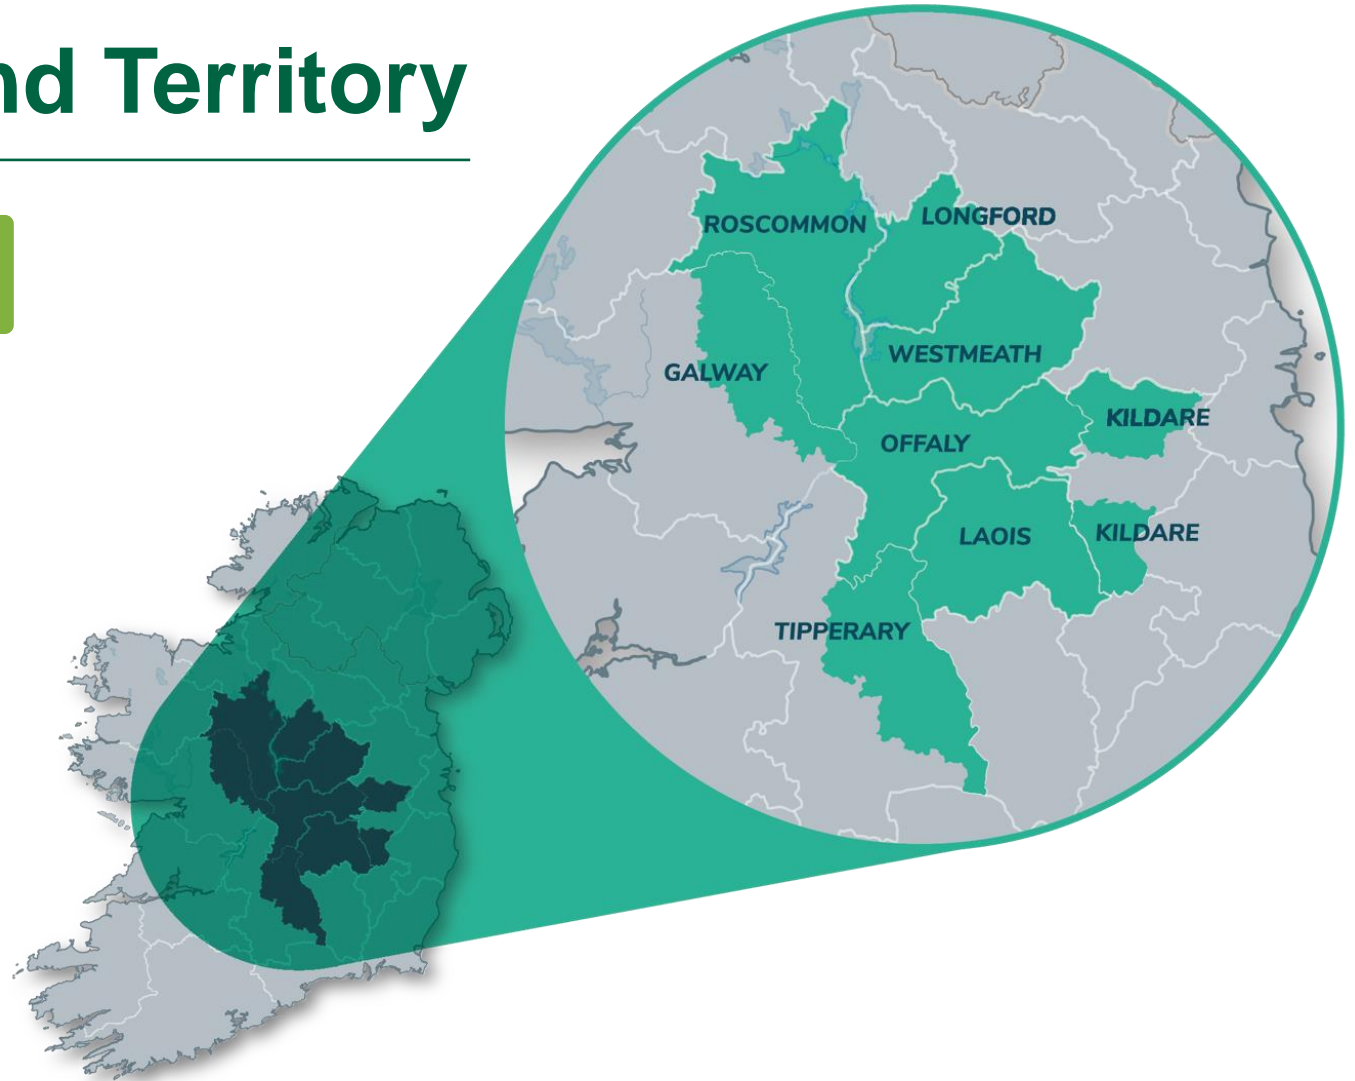 nd Territory
ROSCOMMON
LONGFORD
WESTMEATH
GALWAY
KILDARE
OFFALY
LAOIS
KILDARE
TIPPERARY